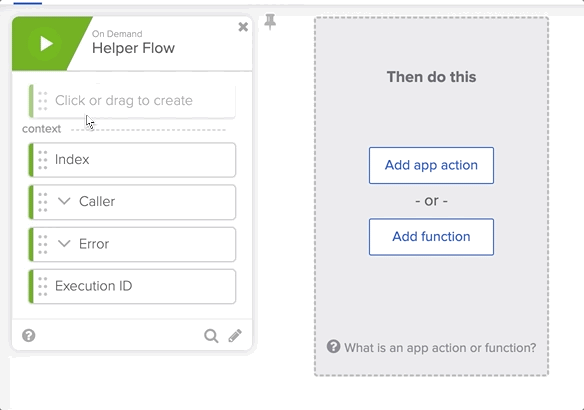 On Demand
Helper Flow
Click or drag to create
context
Index
Caller
Error
Execution ID
Then do this
Add app action
- or -
Add function
What is an app action or function?